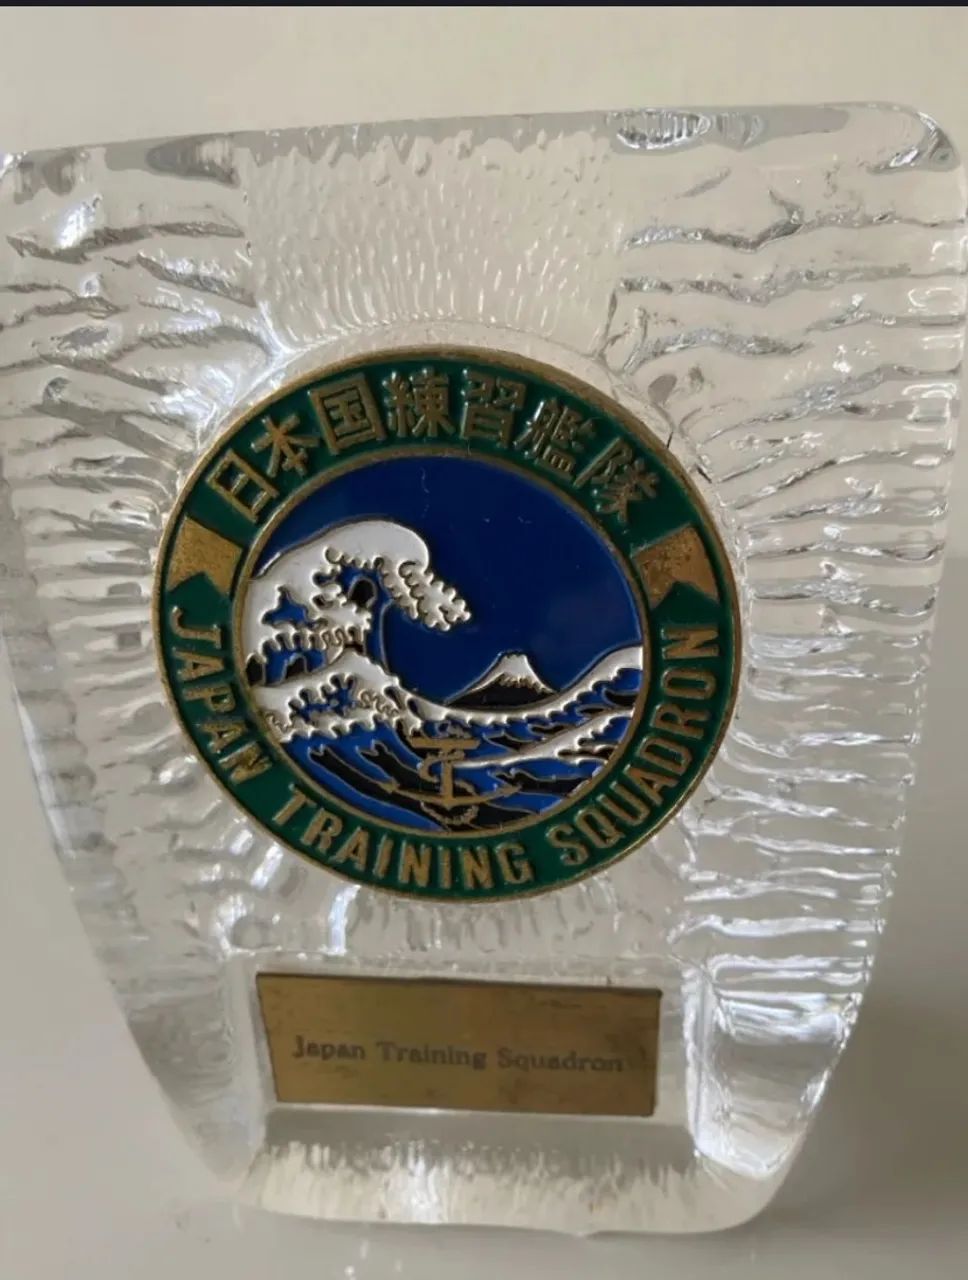 日本国練習艦隊
JAPAN TRAINING SQUADRON
Japan Training Squadron